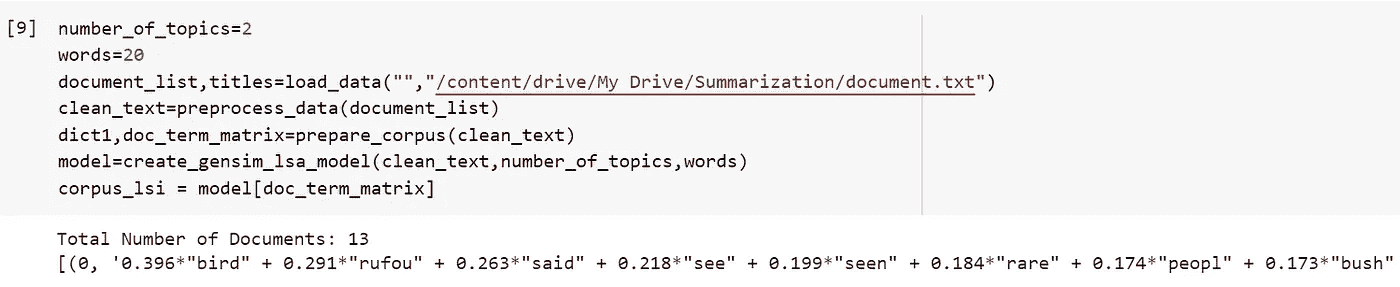 [9] number_of_topics=2
words=20
document_list,titles=load_data("","/content/drive/My Drive/Summarization/document.txt")
clean_text=preprocess_data(document_list)
dict1,doc_term_matrix=prepare_corpus(clean_text)
model=create_gensim_lsa_model(clean_text,number_of_topics,words)
corpus_lsi = model[doc_term_matrix]
Total Number of Documents: 13
[(0, '0.396*"bird" + 0.291*"rufou" + 0.263*"said" + 0.218*"see" + 0.199*"seen" + 0.184*"rare" + 0.174*"peopl" + 0.173*"bush"